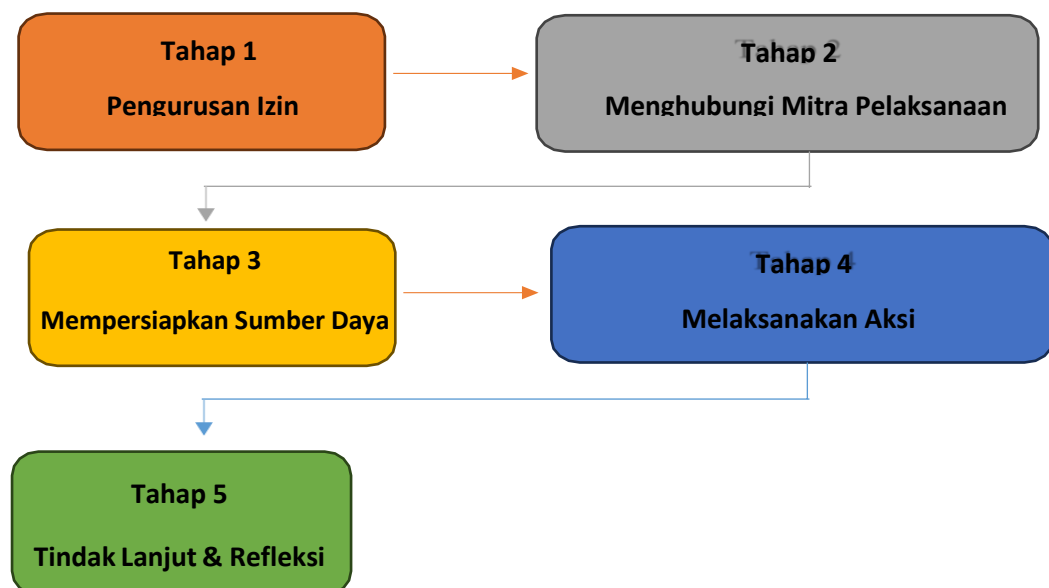 Tahap 1
Pengurusan Izin
Tahap 2
Menghubungi Mitra Pelaksanaan
Tahap 3
Mempersiapkan Sumber Daya
Tahap 4
Melaksanakan Aksi
Tahap 5
Tindak Lanjut & Refleksi